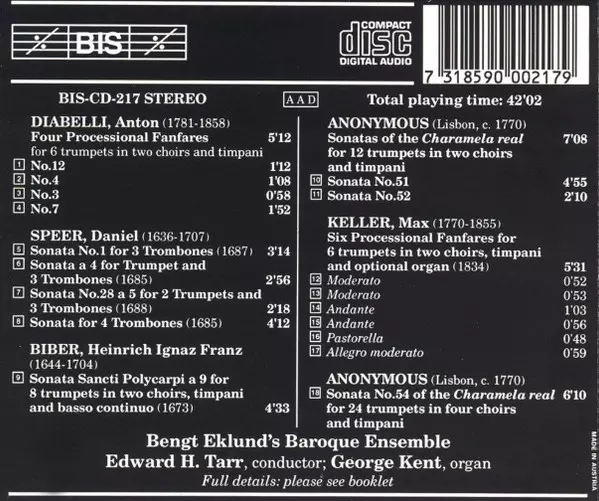 BIS
COMPACT
disc
DIGITAL AUDIO
7 318590 002179
BIS-CD-217 STEREO
AAD
Total playing time: 42'02
DIABELLI, Anton (1781-1858)
Four Processional Fanfares 5'12
for 6 trumpets in two choirs and timpani
1 No.12 1'12
2 No.4 1'08
3 No.3 0'58
4 No.7 1'52
SPEER, Daniel (1636-1707)
5 Sonata No.1 for 3 Trombones (1687) 3'14
6 Sonata a 4 for Trumpet and
3 Trombones (1685) 2'56
7 Sonata No.28 a 5 for 2 Trumpets and
3 Trombones (1688) 2'18
8 Sonata for 4 Trombones (1685) 4'12
BIBER, Heinrich Ignaz Franz
(1644-1704)
9 Sonata Sancti Polycarpi a 9 for
8 trumpets in two choirs, timpani
and basso continuo (1673) 4'33
ANONYMOUS (Lisbon, c. 1770)
Sonatas of the Charamela real 7'08
for 12 trumpets in two choirs
and timpani
10 Sonata No.51 4'55
11 Sonata No.52 2'10
KELLER, Max (1770-1855)
Six Processional Fanfares for
6 trumpets in two choirs, timpani
and optional organ (1834) 5'31
12 Moderato 0'52
13 Moderato 0'53
14 Andante 1'03
15 Andante 0'56
16 Pastorella 0'48
17 Allegro moderato 0'59
ANONYMOUS (Lisbon, c. 1770)
18 Sonata No.54 of the Charamela real 6'10
for 24 trumpets in four choirs
and timpani
Bengt Eklund's Baroque Ensemble
Edward H. Tarr, conductor; George Kent, organ
Full details: please see booklet
MADE IN AUSTRIA